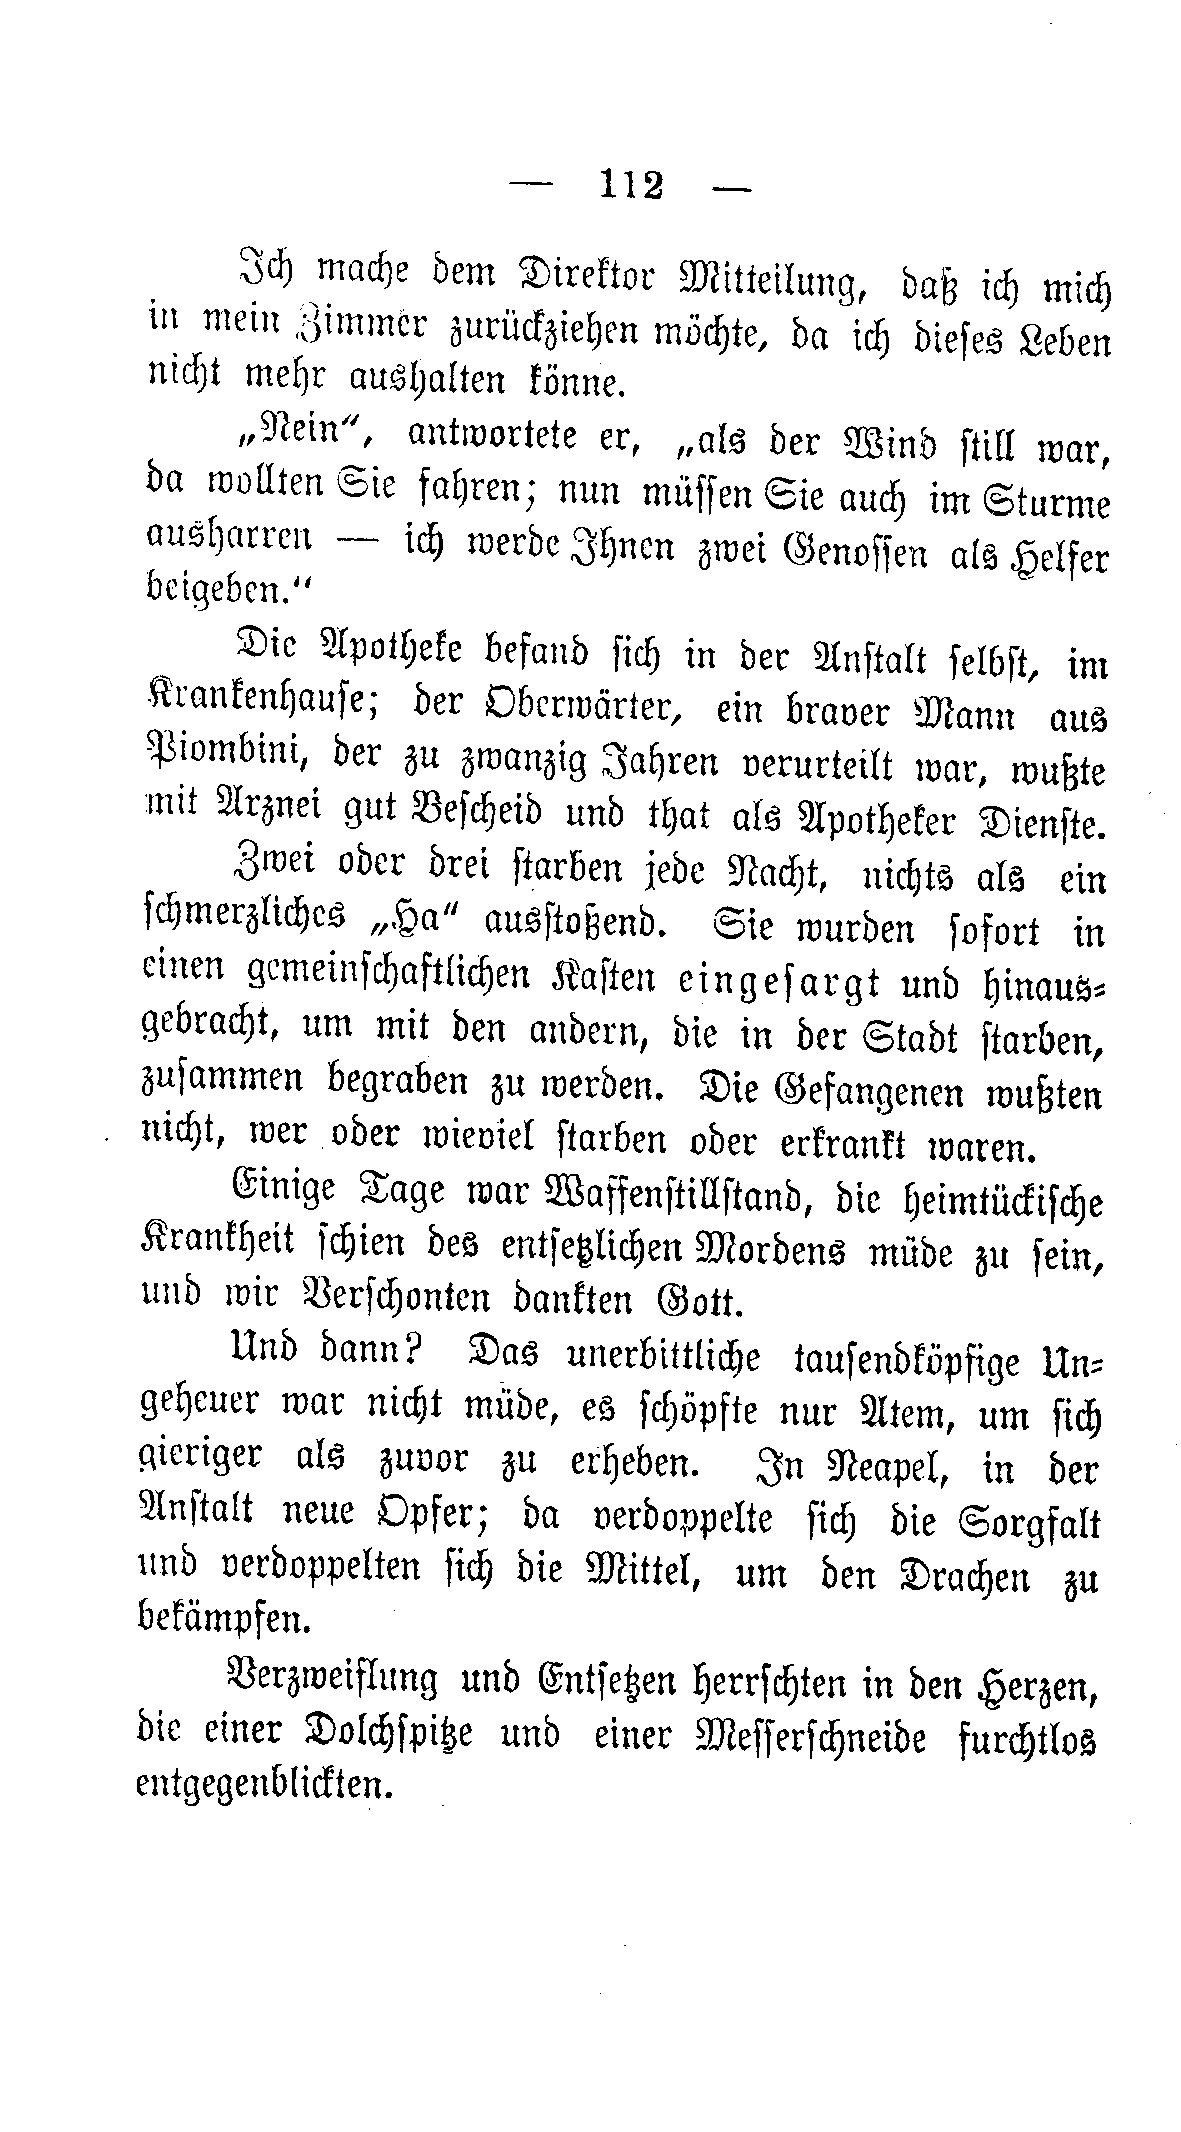 — 112 —
Ich mache dem Direktor Mitteilung, daß ich mich
in mein Zimmer zurückziehen möchte, da ich dieses Leben
nicht mehr aushalten könne.
„Nein“, antwortete er, „als der Wind still war,
da wollten Sie fahren; nun müssen Sie auch im Sturme
ausharren — ich werde Ihnen zwei Genossen als Helfer
beigeben.“
Die Apotheke befand sich in der Anstalt selbst, im
Krankenhause; der Oberwärter, ein braver Mann aus
Piombini, der zu zwanzig Jahren verurteilt war, wußte
mit Arznei gut Bescheid und that als Apotheker Dienste.
Zwei oder drei starben jede Nacht, nichts als ein
schmerzliches „Ha“ ausstoßend. Sie wurden sofort in
einen gemeinschaftlichen Kasten eingesargt und hinaus-
gebracht, um mit den andern, die in der Stadt starben,
zusammen begraben zu werden. Die Gefangenen wußten
nicht, wer oder wieviel starben oder erkrankt waren.
Einige Tage war Waffenstillstand, die heimtückische
Krankheit schien des entsetzlichen Mordens müde zu sein,
und wir Verschonten dankten Gott.
Und dann? Das unerbittliche tausendköpfige Un-
geheuer war nicht müde, es schöpfte nur Atem, um sich
gieriger als zuvor zu erheben. In Neapel, in der
Anstalt neue Opfer; da verdoppelte sich die Sorgfalt
und verdoppelten sich die Mittel, um den Drachen zu
bekämpfen.
Verzweiflung und Entsetzen herrschten in den Herzen,
die einer Dolchspitze und einer Messerschneide furchtlos
entgegenblickten.